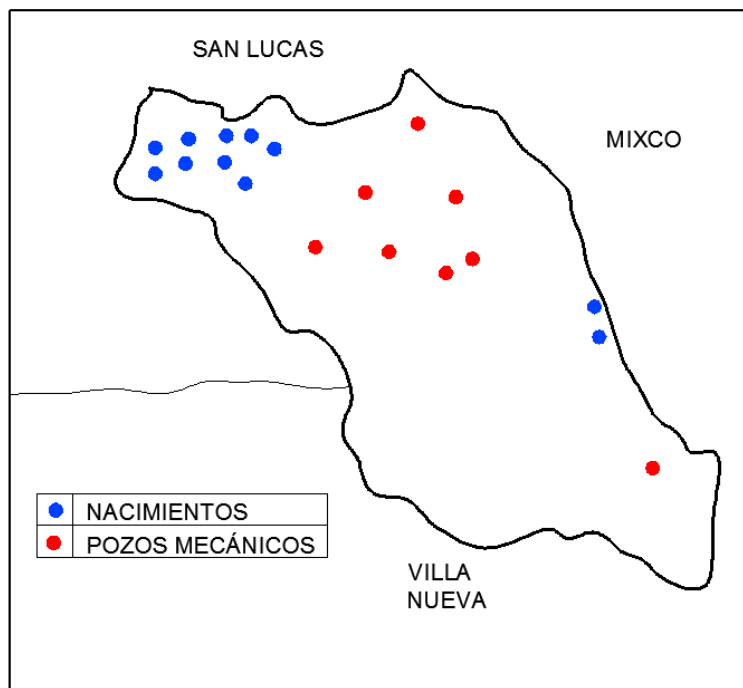 SAN LUCAS
MIXCO
NACIMIENTOS
POZOS MECÁNICOS
VILLA
NUEVA